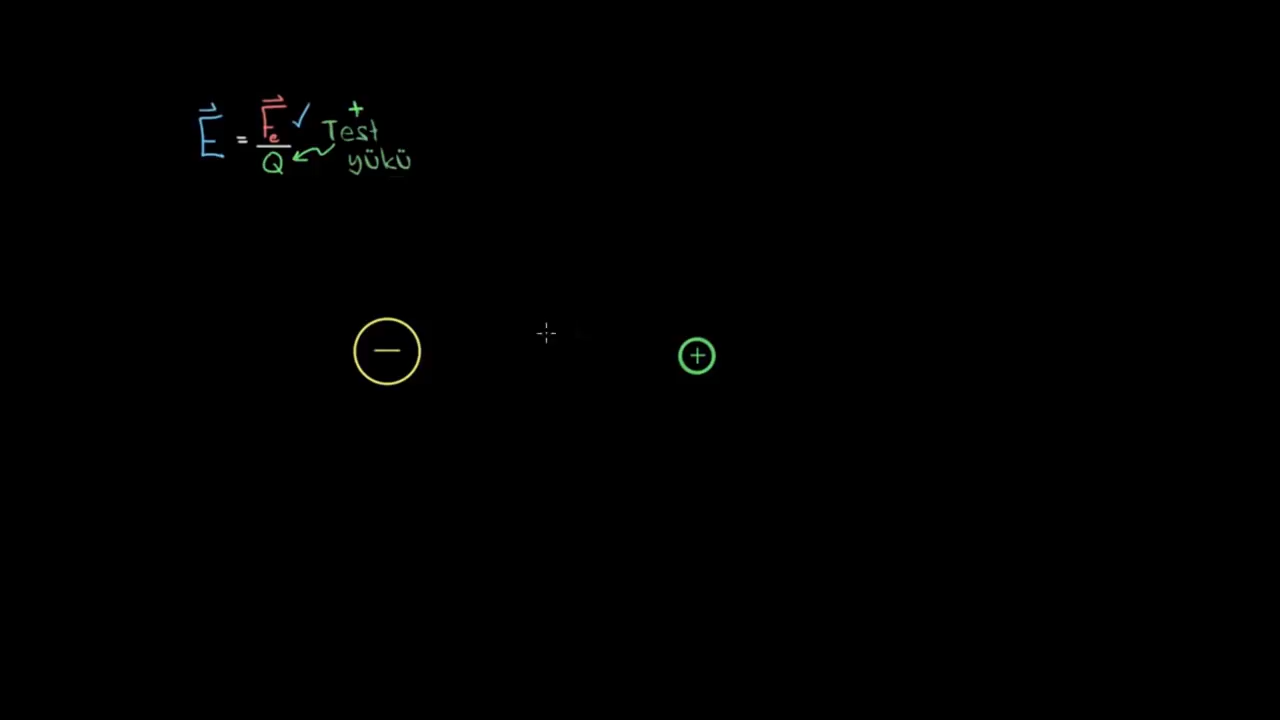 E = Fe / Q
+
Test
yükü
−
+